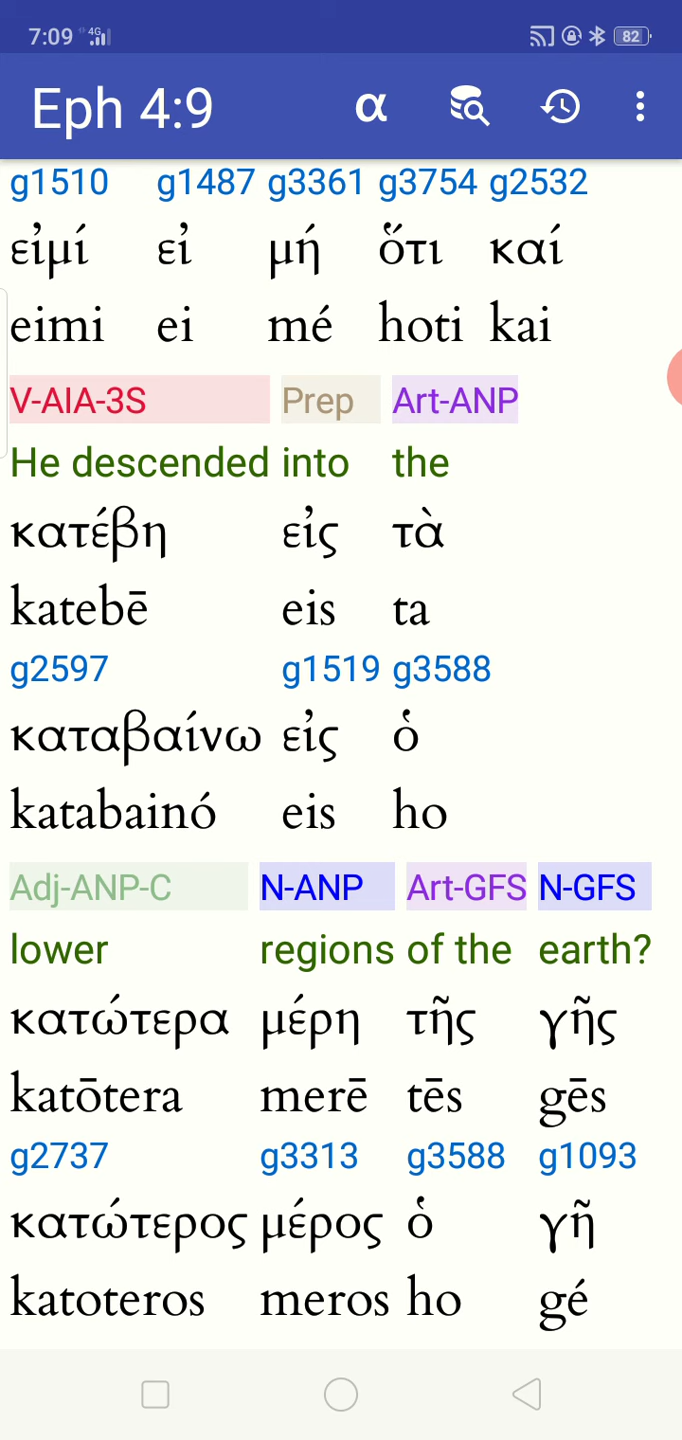 7:09 4G 82
Eph 4:9 α
g1510 g1487 g3361 g3754 g2532
εἰμί εἰ μή ὅτι καί
eimi ei mé hoti kai
V-AIA-3S Prep Art-ANP
He descended into the
κατέβη εἰς τὰ
katebē eis ta
g2597 g1519 g3588
καταβαίνω εἰς ὁ
katabainó eis ho
Adj-ANP-C N-ANP Art-GFS N-GFS
lower regions of the earth?
κατώτερα μέρη τῆς γῆς
katōtera merē tēs gēs
g2737 g3313 g3588 g1093
κατώτερος μέρος ὁ γῆ
katoteros meros ho gé